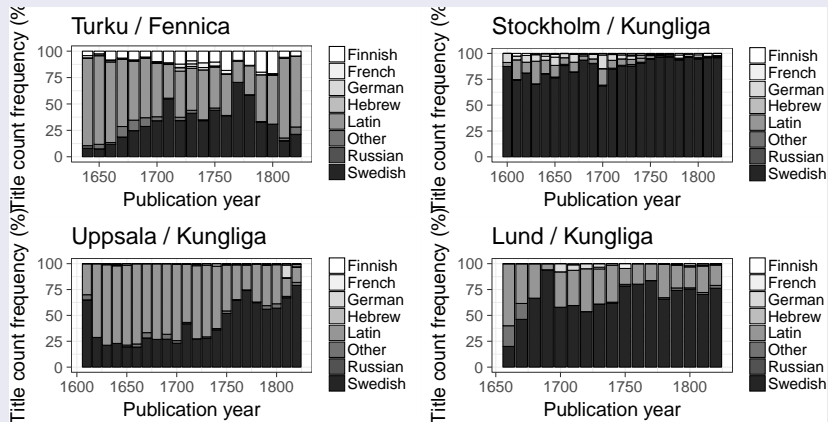 Turku / Fennica
Title count frequency (%
100
75
50
25
0
1650
1700
1750
1800
Publication year
Finnish
French
German
Hebrew
Latin
Other
Russian
Swedish
Stockholm / Kungliga
Title count frequency (%
100
75
50
25
0
1600
1650
1700
1750
1800
Publication year
Finnish
French
German
Hebrew
Latin
Other
Russian
Swedish
Uppsala / Kungliga
Title count frequency (%)
100
75
50
25
0
1600
1650
1700
1750
1800
Publication year
Finnish
French
German
Hebrew
Latin
Other
Russian
Swedish
Lund / Kungliga
Title count frequency (%)
100
75
50
25
0
1650
1700
1750
1800
Publication year
Finnish
French
German
Hebrew
Latin
Other
Russian
Swedish